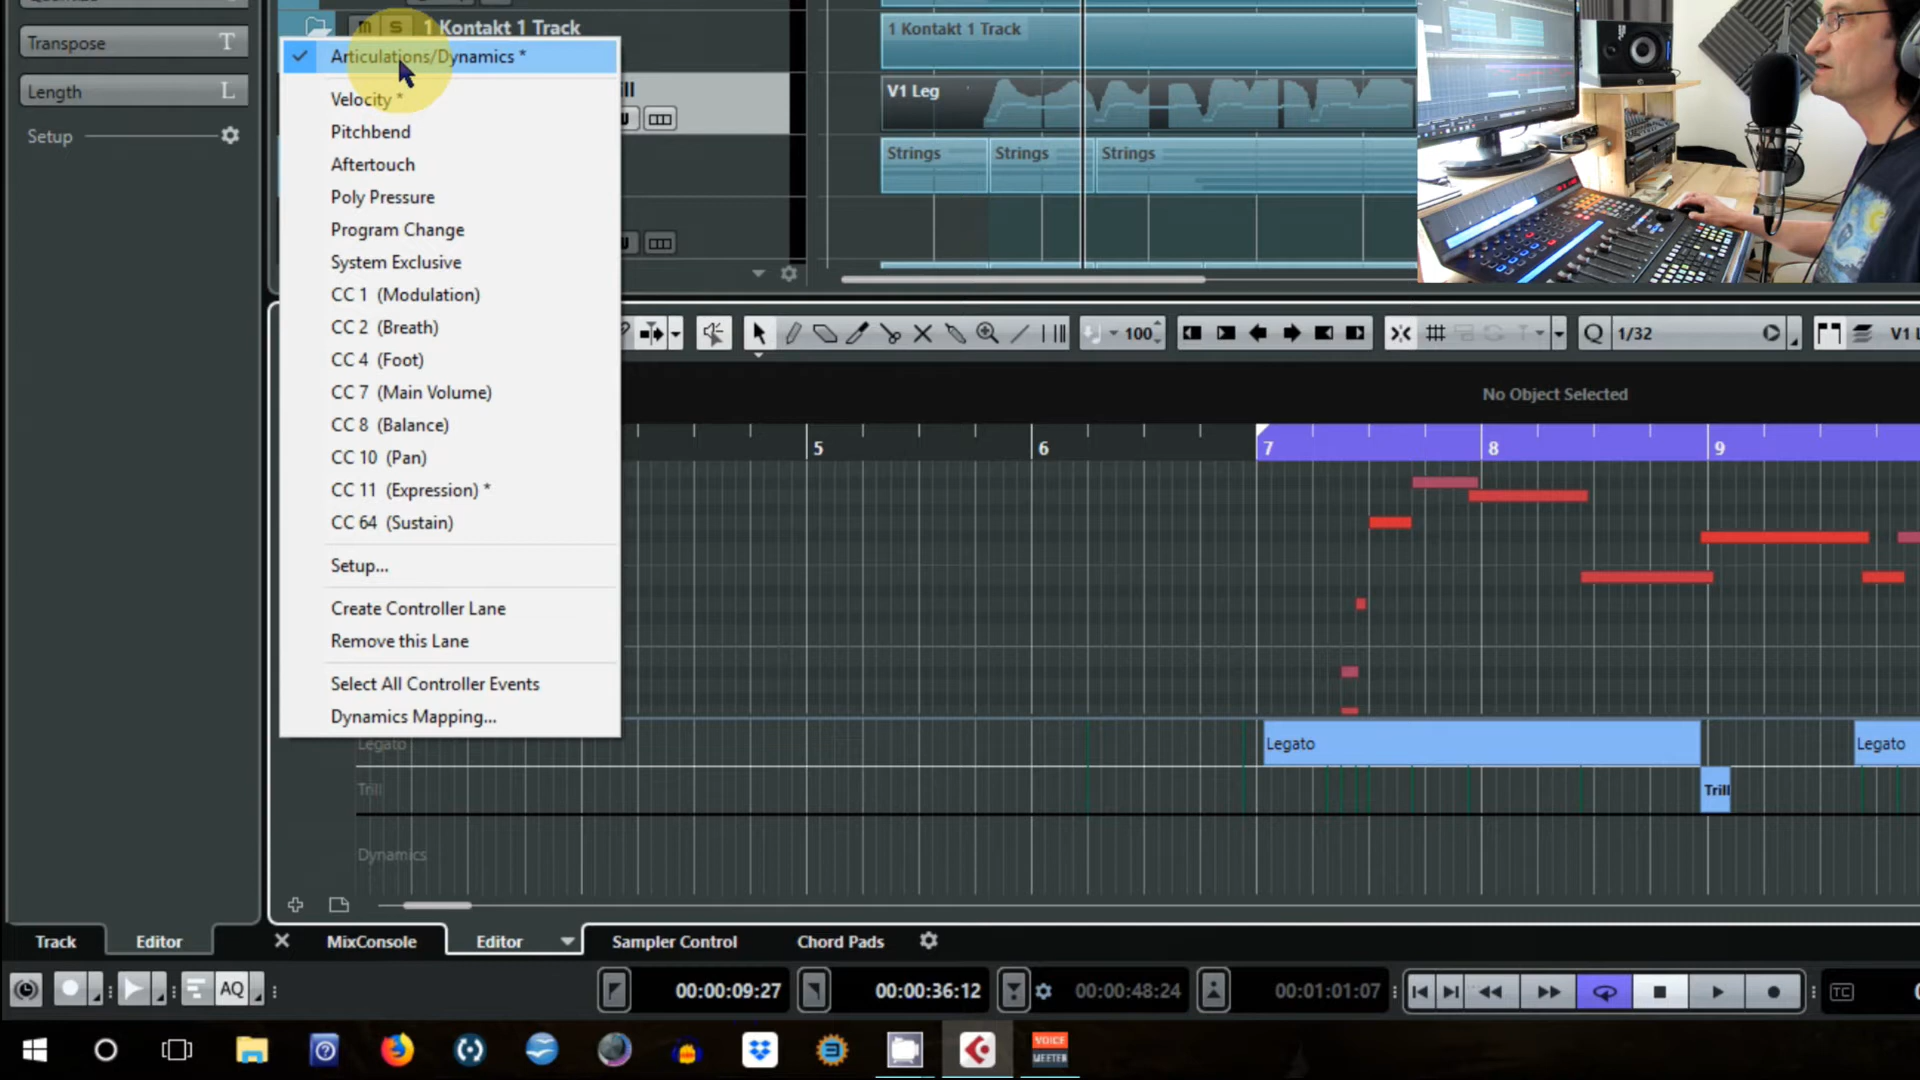 Transpose
T
Length
L
Setup
m S 1 Kontakt 1 Track
Articulations/Dynamics *
Velocity *
Pitchbend
Aftertouch
Poly Pressure
Program Change
System Exclusive
CC 1 (Modulation)
CC 2 (Breath)
CC 4 (Foot)
CC 7 (Main Volume)
CC 8 (Balance)
CC 10 (Pan)
CC 11 (Expression) *
CC 64 (Sustain)
Setup...
Create Controller Lane
Remove this Lane
Select All Controller Events
Dynamics Mapping...
1 Kontakt 1 Track
V1 Leg
Strings Strings Strings
100
Q 1/32
No Object Selected
5 6 7 8 9
Legato Legato Legato
Trill Trill
Dynamics
Track Editor MixConsole Editor Sampler Control Chord Pads
AQ 00:00:09:27 00:00:36:12 00:00:48:24 00:01:01:07 TC
VOICE
MEETER